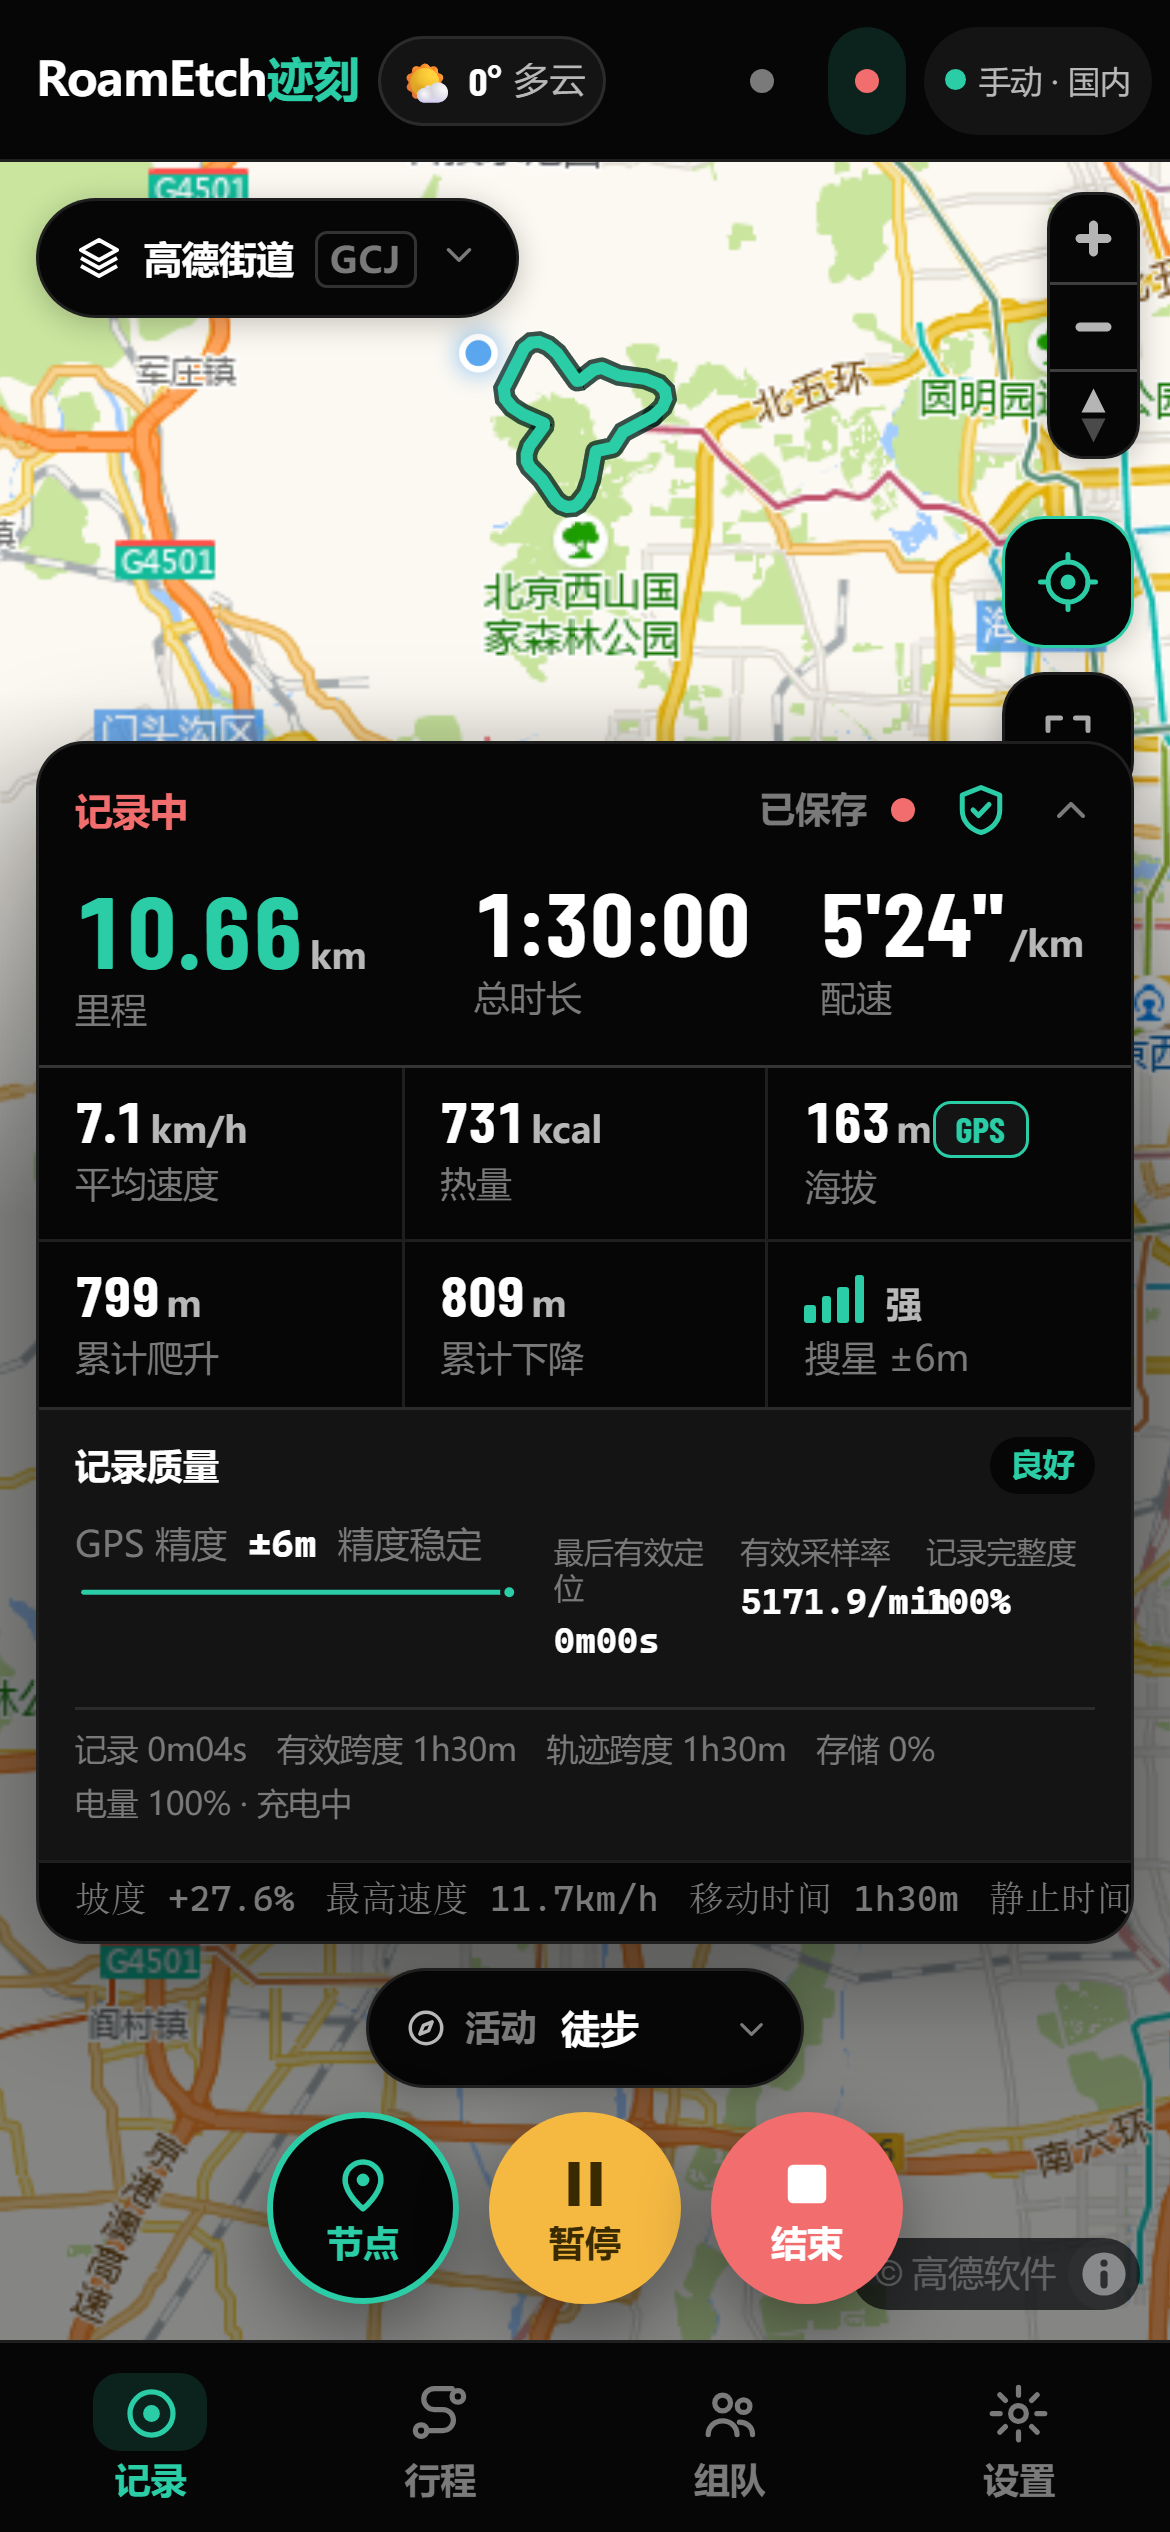 RoamEtch迹刻
0° 多云
手动 · 国内
G4501
高德街道 GCJ
军庄镇
北五环
圆明园
G4501
北京西山国
家森林公园
海
门头沟区
记录中
已保存
10.66 km
里程
1:30:00
总时长
5'24" /km
配速
7.1 km/h
平均速度
731 kcal
热量
163 m GPS
海拔
799 m
累计爬升
809 m
累计下降
强
搜星 ±6m
记录质量
良好
GPS 精度 ±6m 精度稳定
最后有效定
位
0m00s
有效采样率
5171.9/min
记录完整度
100%
记录 0m04s 有效跨度 1h30m 轨迹跨度 1h30m 存储 0%
电量 100% · 充电中
坡度 +27.6% 最高速度 11.7km/h 移动时间 1h30m 静止时间
G4501
阎村镇
活动 徒步
京港澳高速
南六环
节点
暂停
结束
© 高德软件
记录
行程
组队
设置